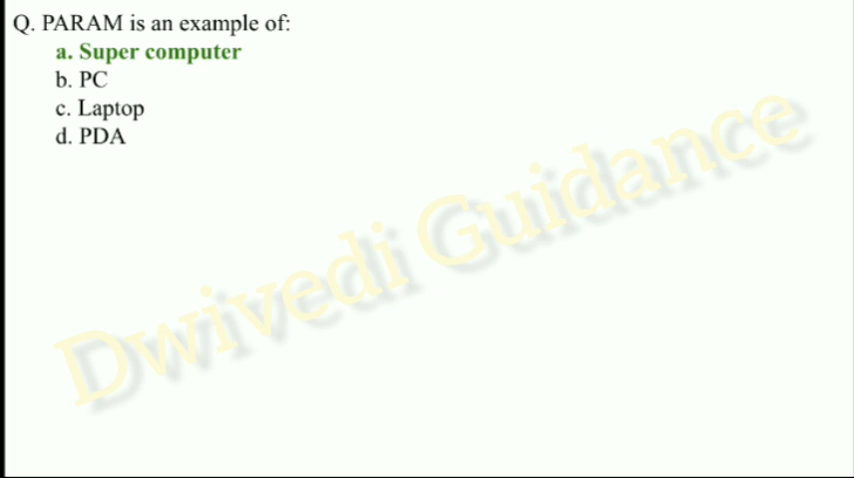 Q. PARAM is an example of:
a. Super computer
b. PC
c. Laptop
d. PDA
Dwivedi Guidance